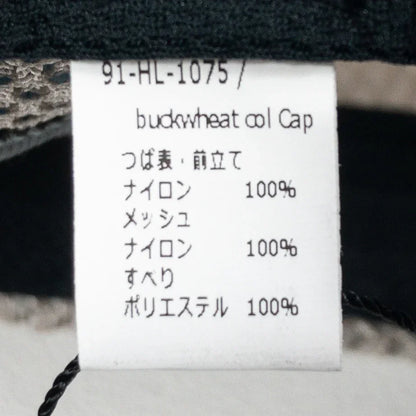 91-HL-1075/
buckwheat ool Cap
つば表・前立て
ナイロン 100%
メッシュ
ナイロン 100%
すべり
ポリエステル 100%